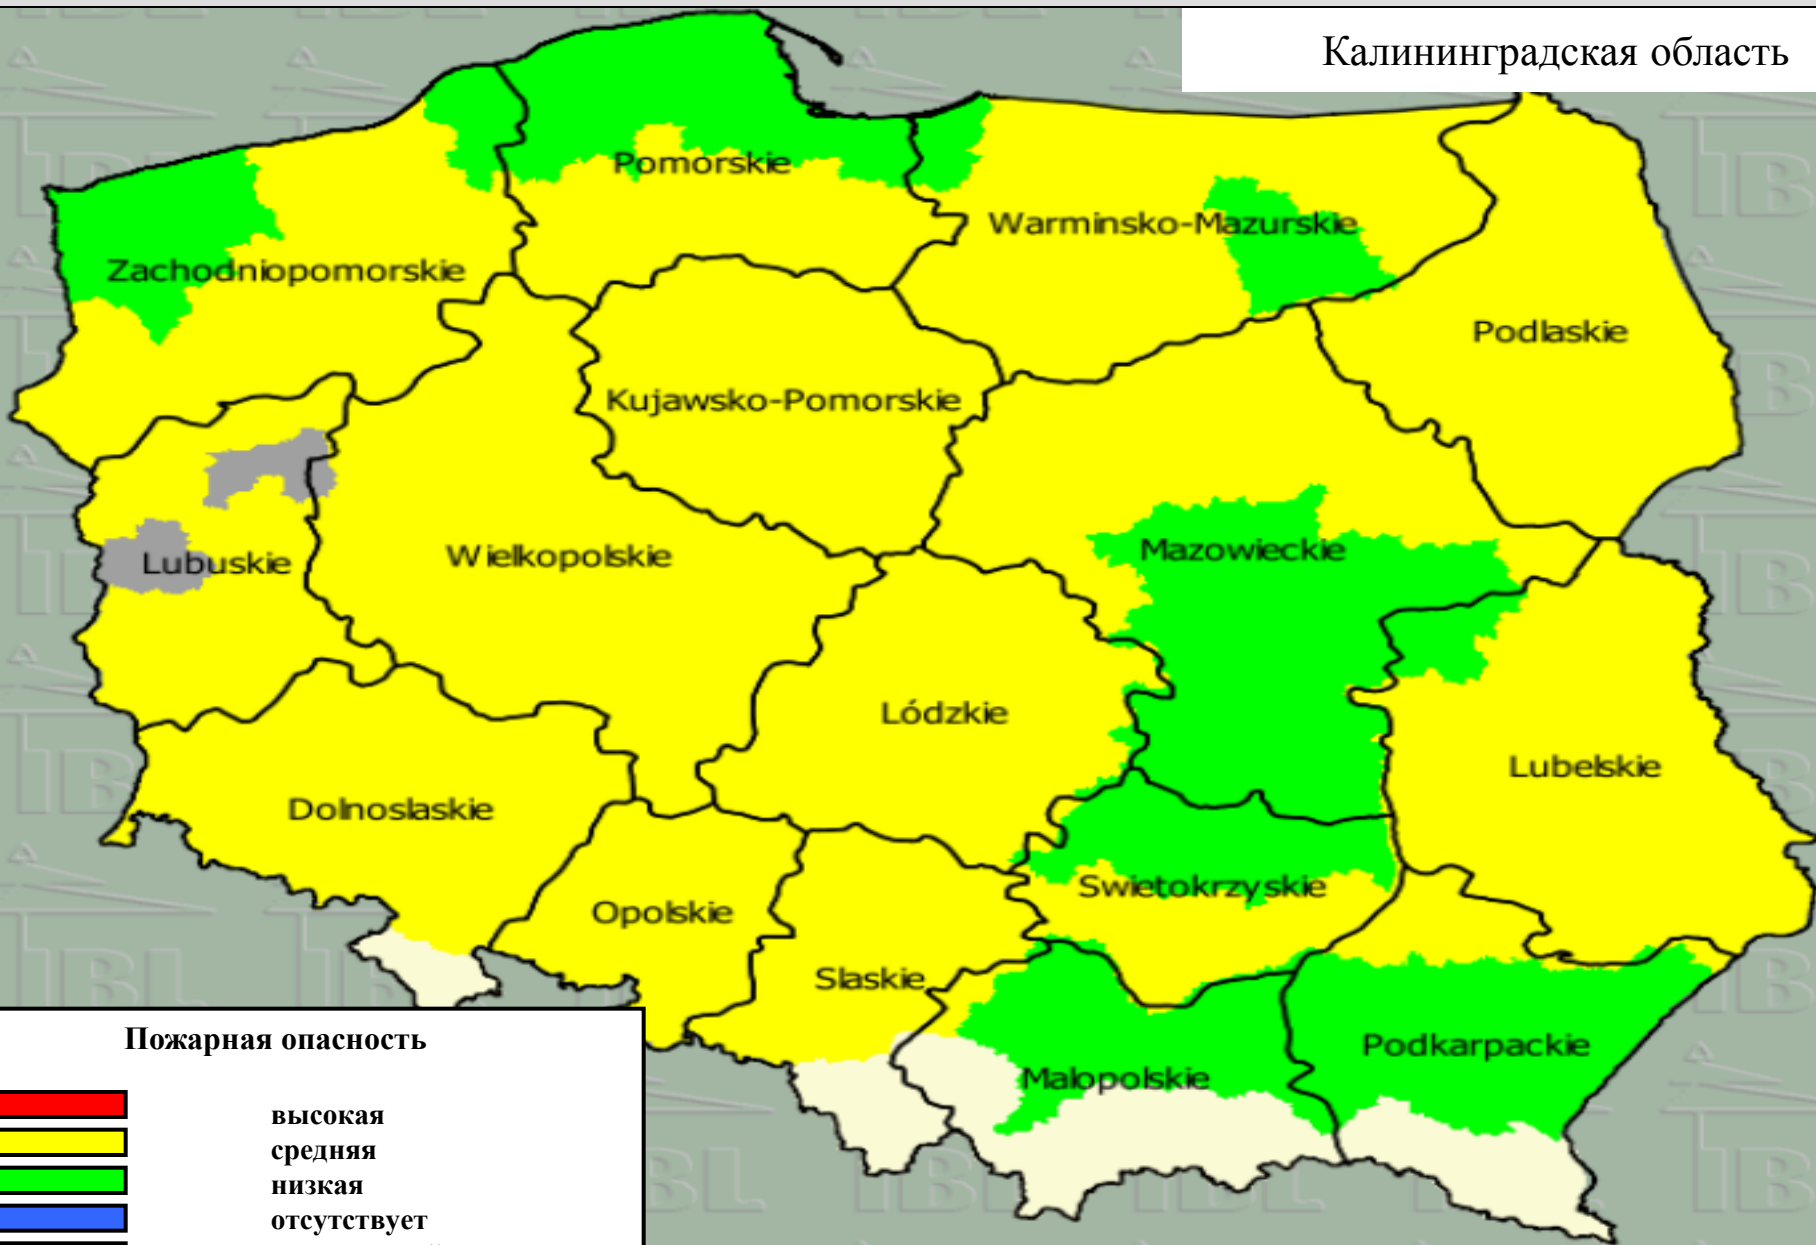 Калининградская область
Pomorskie
Warminsko-Mazurskie
Zachodniopomorskie
Podlaskie
Kujawsko-Pomorskie
Mazowieckie
Wielkopolskie
Lubuskie
Lódzkie
Lubelskie
Dolnoslaskie
Swietokrzyskie
Opolskie
Slaskie
Podkarpackie
Malopolskie
Пожарная опасность
высокая
средняя
низкая
отсутствует
IBL